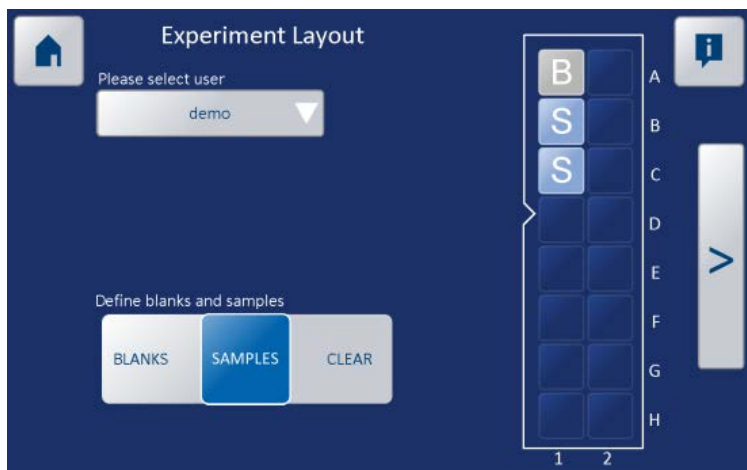 Experiment Layout
Please select user
demo
Define blanks and samples
BLANKS SAMPLES CLEAR
B A
S B
S C
D
E
F
G
H
1 2
i
>